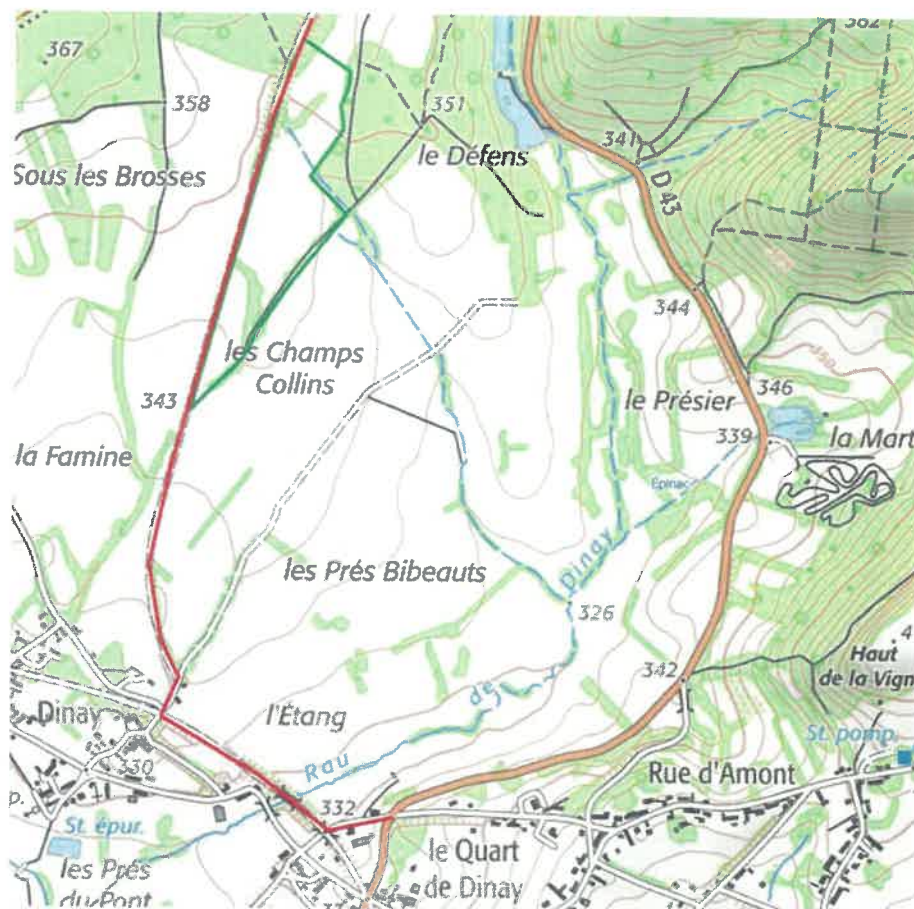 362
367
358
351
341
le Défens
Sous les Brosses
D 43
344
les Champs
Collins
346
343
le Présier
339
la Mart
la Famine
Épinac
Dinay
les Prés Bibeauts
326
342
Haut
de la Vign
de
Dinay
l'Étang
St. pomp.
Rau
330
Rue d'Amont
332
p.
St. épur.
le Quart
de Dinay
les Prés
du Pont